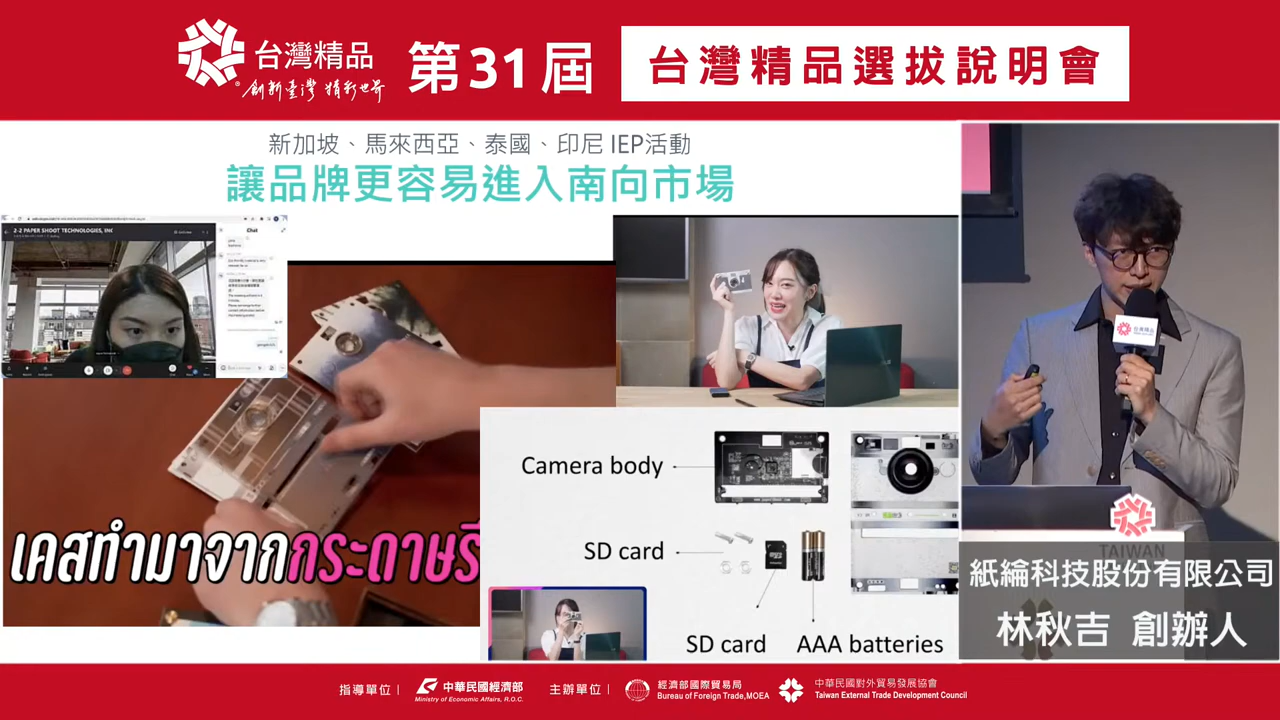 台灣精品
創新臺灣 精彩世界
第31屆
台灣精品選拔說明會
新加坡、馬來西亞、泰國、印尼 IEP活動
讓品牌更容易進入南向市場
2-2 PAPER SHOOT TECHNOLOGIES, INC
Chat
เคสทำมาจากกระดาษรี
Camera body
SD card
SD card
AAA batteries
台灣精品
TAIWAN
紙綸科技股份有限公司
林秋吉 創辦人
指導單位
中華民國經濟部
Ministry of Economic Affairs, R.O.C.
主辦單位
經濟部國際貿易局
Bureau of Foreign Trade,MOEA
中華民國對外貿易發展協會
Taiwan External Trade Development Council